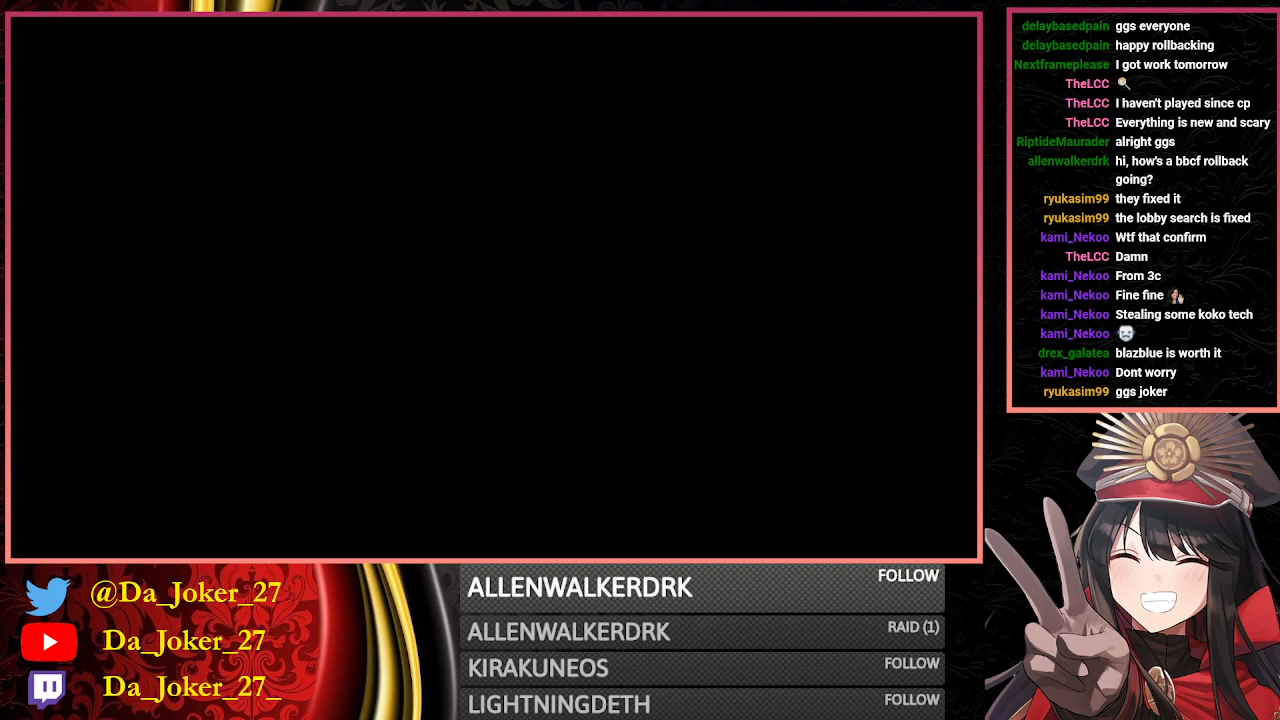 delaybasedpain ggs everyone
delaybasedpain happy rollbacking
Nextframeplease I got work tomorrow
TheLCC
TheLCC I haven't played since cp
TheLCC Everything is new and scary
RiptideMaurader alright ggs
allenwalkerdrk hi, how's a bbcf rollback
going?
ryukasim99 they fixed it
ryukasim99 the lobby search is fixed
kami_Nekoo Wtf that confirm
TheLCC Damn
kami_Nekoo From 3c
kami_Nekoo Fine fine
kami_Nekoo Stealing some koko tech
kami_Nekoo
drex_galatea blazblue is worth it
kami_Nekoo Dont worry
ryukasim99 ggs joker
@Da_Joker_27
Da_Joker_27
Da_Joker_27_
ALLENWALKERDRK FOLLOW
ALLENWALKERDRK RAID (1)
KIRAKUNEOS FOLLOW
LIGHTNINGDETH FOLLOW